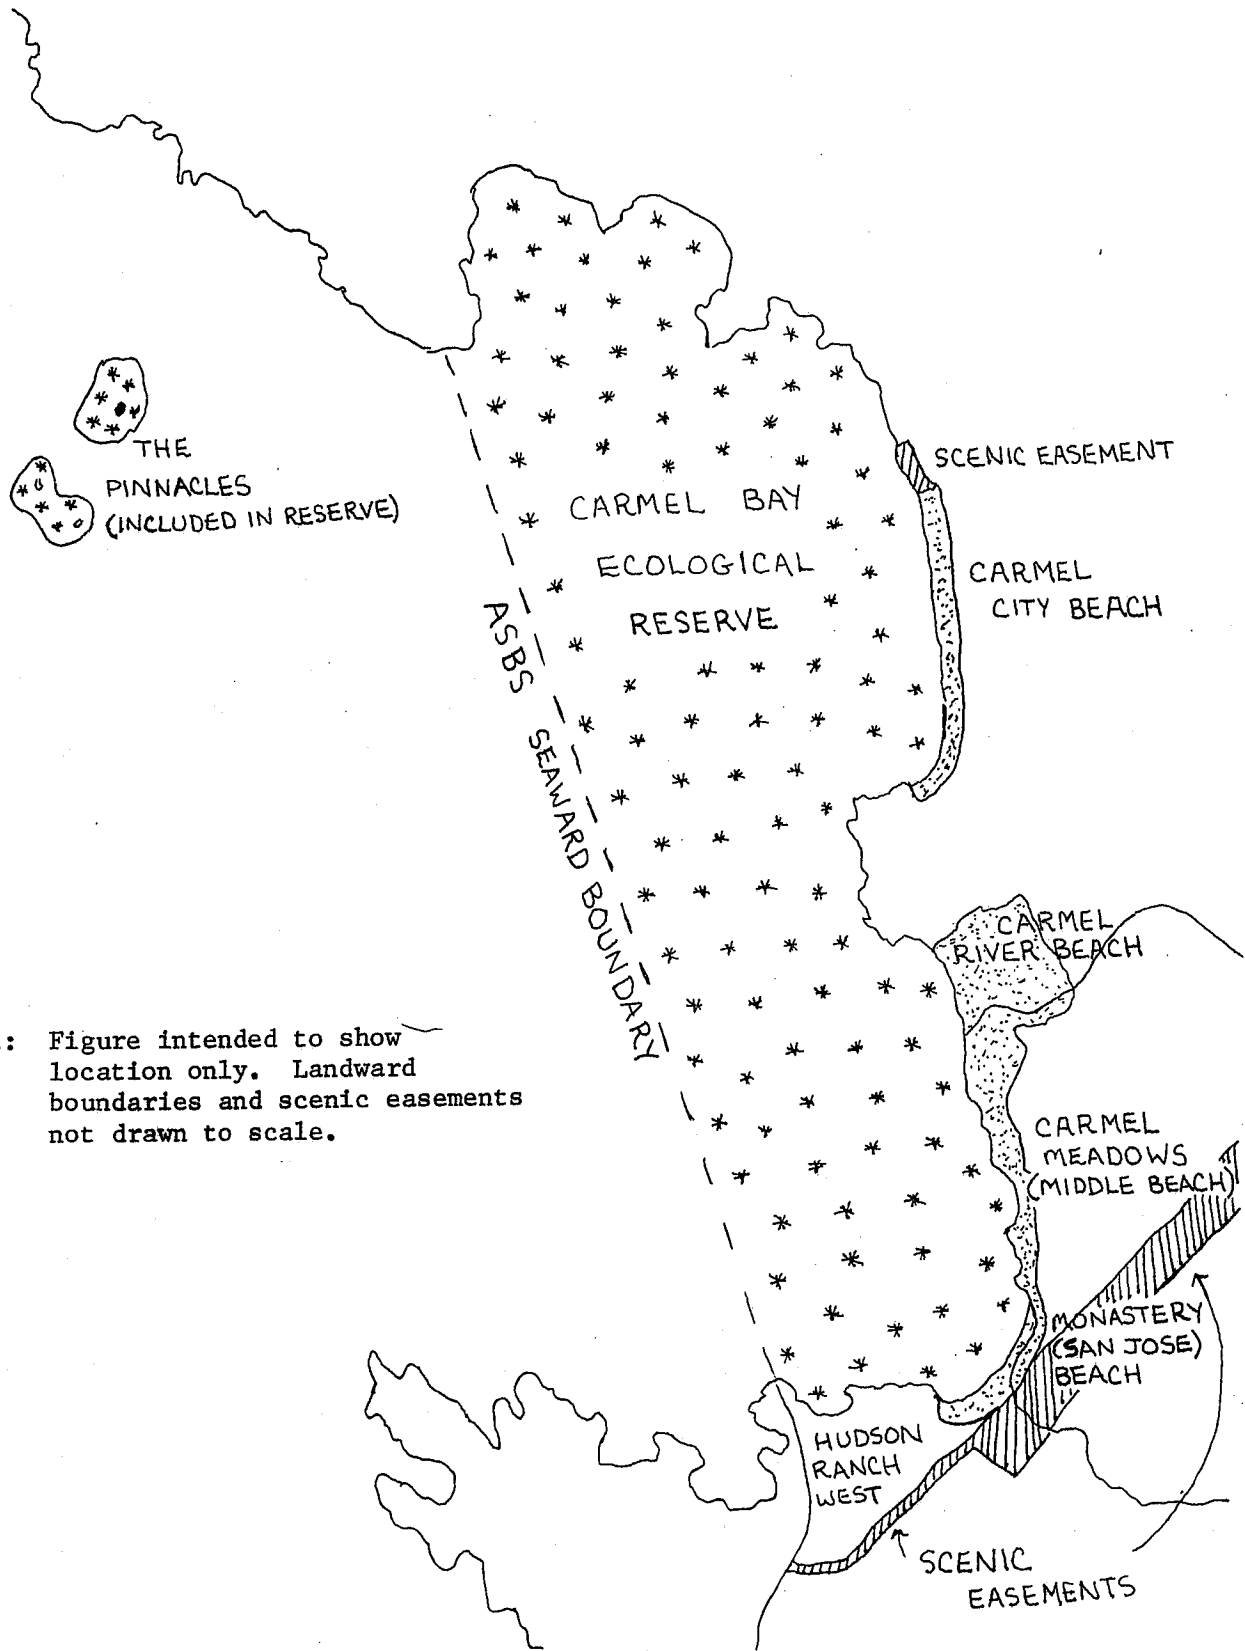 THE
PINNACLES
(INCLUDED IN RESERVE)
SCENIC EASEMENT
CARMEL BAY
ECOLOGICAL
RESERVE
CARMEL
CITY BEACH
ASBS SEAWARD BOUNDARY
CARMEL
RIVER BEACH
: Figure intended to show
location only. Landward
boundaries and scenic easements
not drawn to scale.
CARMEL
MEADOWS
(MIDDLE BEACH)
MONASTERY
(SAN JOSE)
BEACH
HUDSON
RANCH
WEST
SCENIC
EASEMENTS